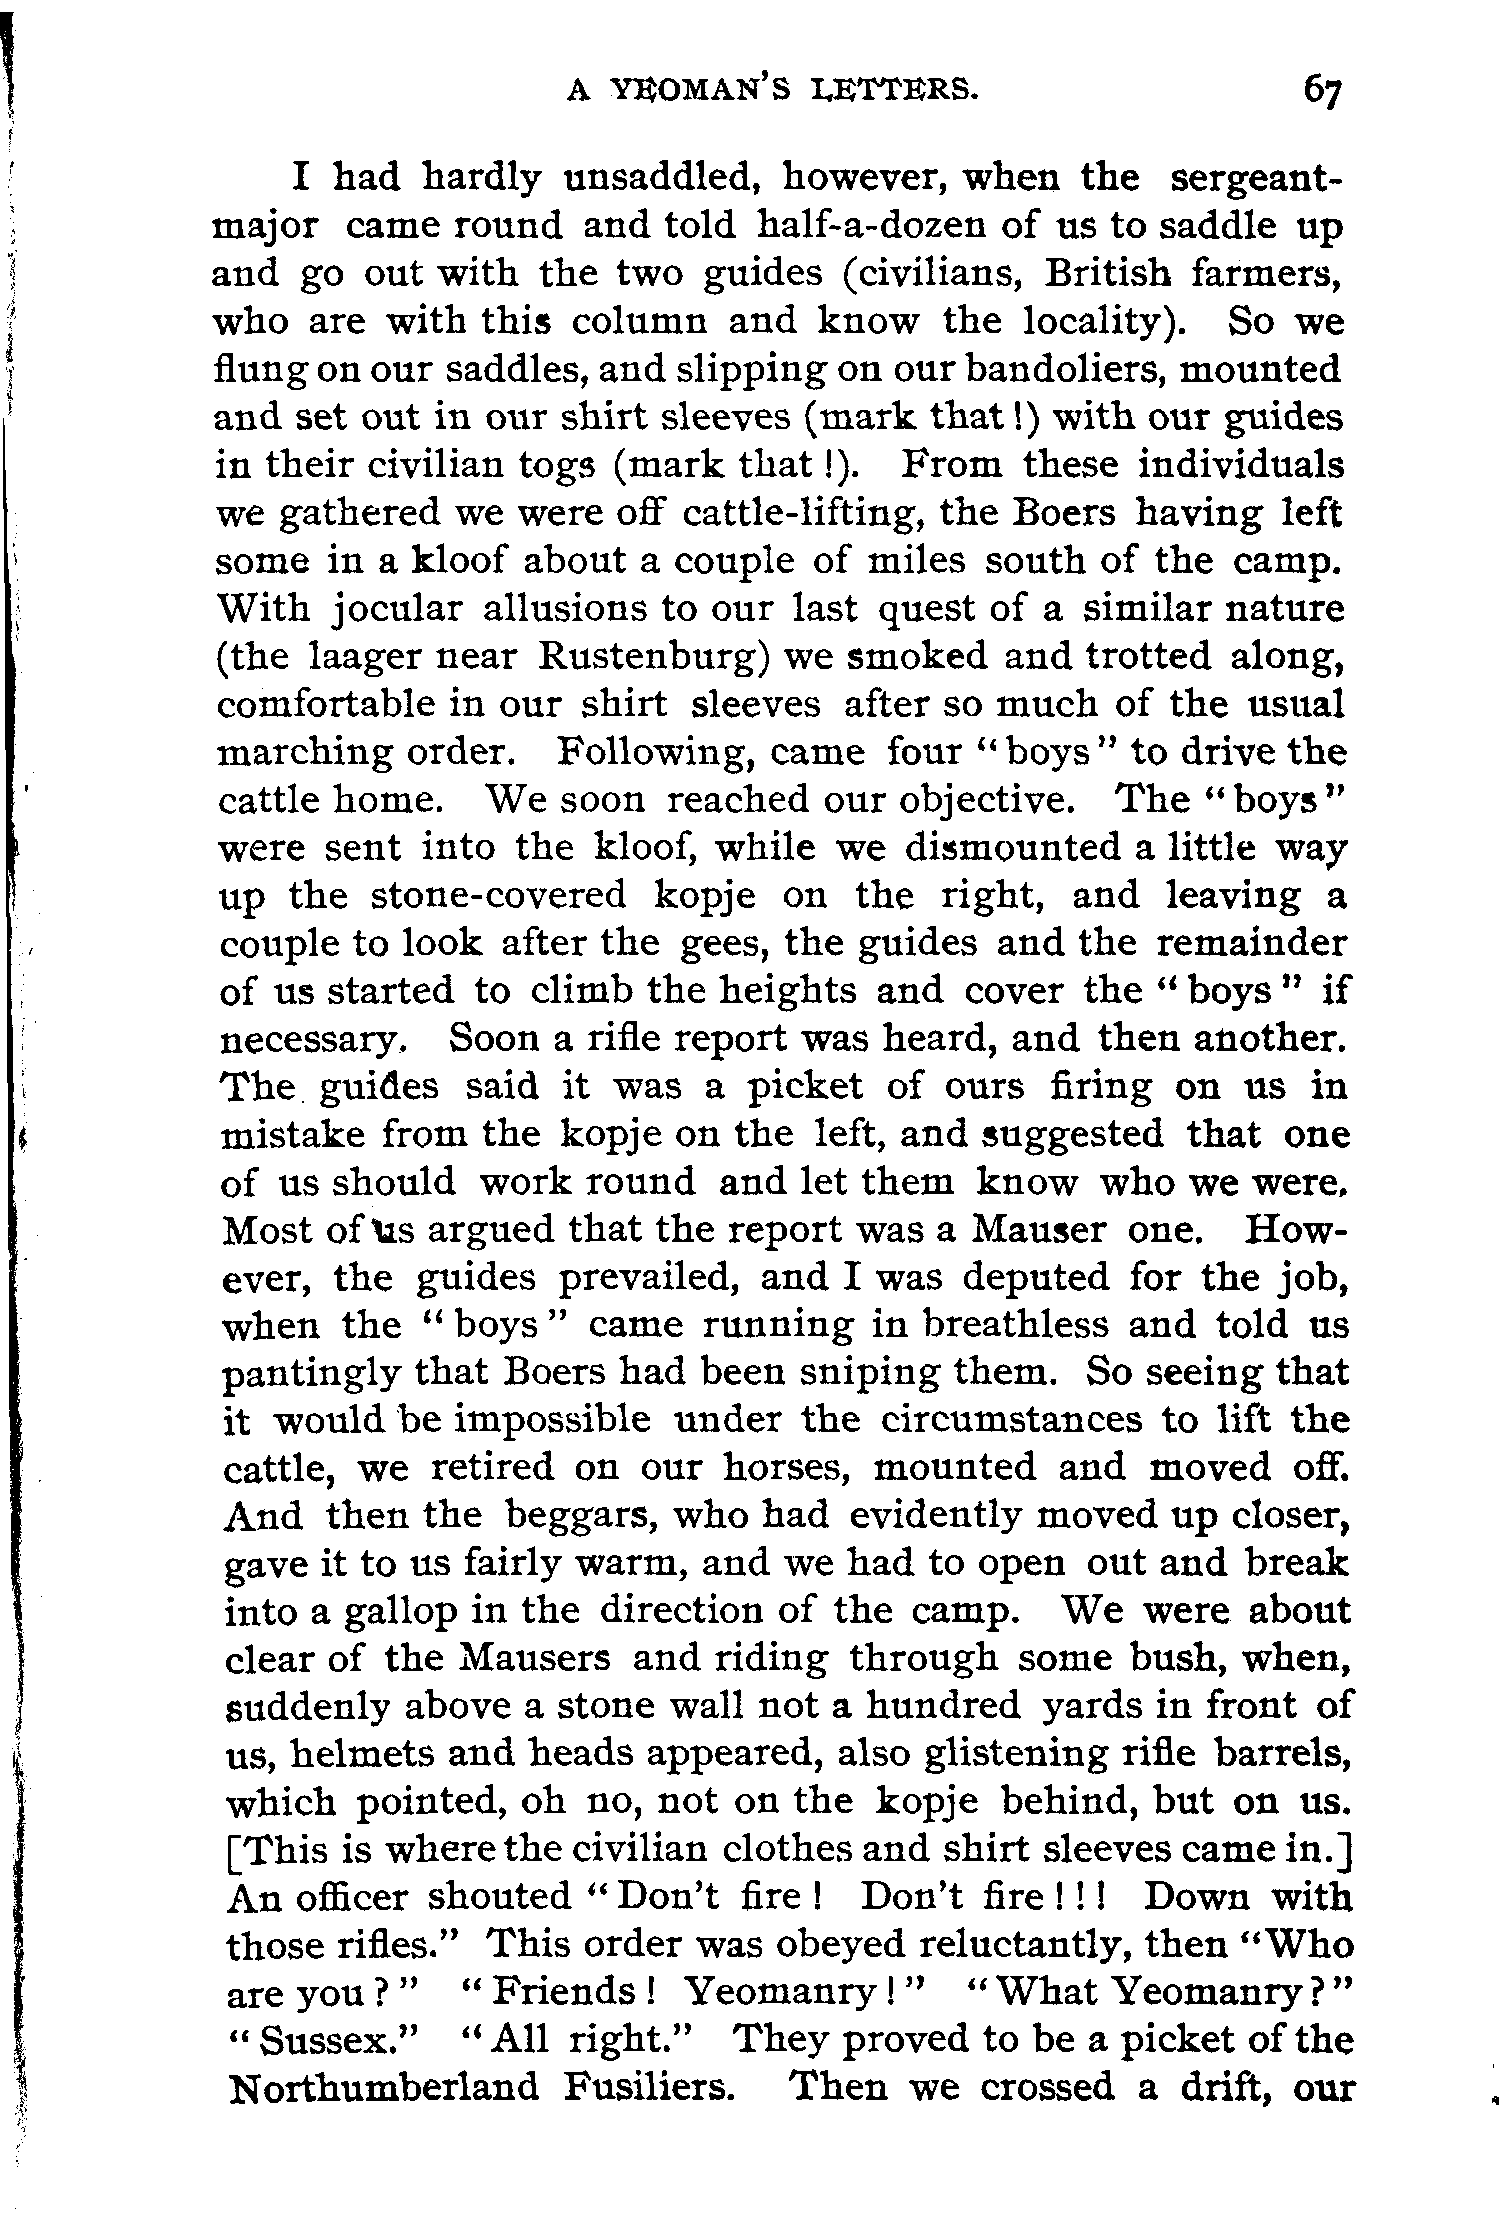 A YEOMAN'S LETTERS. 67
I had hardly unsaddled, however, when the sergeant-
major came round and told half-a-dozen of us to saddle up
and go out with the two guides (civilians, British farmers,
who are with this column and know the locality). So we
flung on our saddles, and slipping on our bandoliers, mounted
and set out in our shirt sleeves (mark that!) with our guides
in their civilian togs (mark that!). From these individuals
we gathered we were off cattle-lifting, the Boers having left
some in a kloof about a couple of miles south of the camp.
With jocular allusions to our last quest of a similar nature
(the laager near Rustenburg) we smoked and trotted along,
comfortable in our shirt sleeves after so much of the usual
marching order. Following, came four "boys" to drive the
cattle home. We soon reached our objective. The "boys"
were sent into the kloof, while we dismounted a little way
up the stone-covered kopje on the right, and leaving a
couple to look after the gees, the guides and the remainder
of us started to climb the heights and cover the "boys" if
necessary. Soon a rifle report was heard, and then another.
The guides said it was a picket of ours firing on us in
mistake from the kopje on the left, and suggested that one
of us should work round and let them know who we were.
Most of us argued that the report was a Mauser one. How-
ever, the guides prevailed, and I was deputed for the job,
when the "boys" came running in breathless and told us
pantingly that Boers had been sniping them. So seeing that
it would be impossible under the circumstances to lift the
cattle, we retired on our horses, mounted and moved off.
And then the beggars, who had evidently moved up closer,
gave it to us fairly warm, and we had to open out and break
into a gallop in the direction of the camp. We were about
clear of the Mausers and riding through some bush, when,
suddenly above a stone wall not a hundred yards in front of
us, helmets and heads appeared, also glistening rifle barrels,
which pointed, oh no, not on the kopje behind, but on us.
[This is where the civilian clothes and shirt sleeves came in.]
An officer shouted "Don't fire! Don't fire!!! Down with
those rifles." This order was obeyed reluctantly, then "Who
are you?" "Friends! Yeomanry!" "What Yeomanry?"
"Sussex." "All right." They proved to be a picket of the
Northumberland Fusiliers. Then we crossed a drift, our